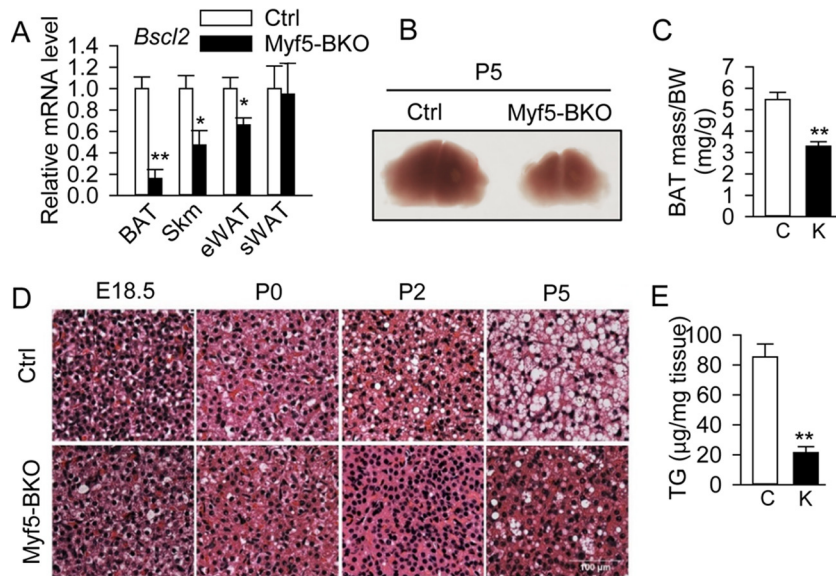 A
Bscl2
Ctrl
Myf5-BKO
Relative mRNA level
1.4
1.2
1.0
0.8
0.6
0.4
0.2
0.0
**
*
*
BAT
Skm
eWAT
sWAT
B
P5
Ctrl
Myf5-BKO
C
BAT mass/BW
(mg/g)
7
6
5
4
3
2
1
0
**
C K
D
E18.5 P0 P2 P5
Ctrl
Myf5-BKO
100 μm
E
TG (μg/mg tissue)
100
80
60
40
20
0
**
C K